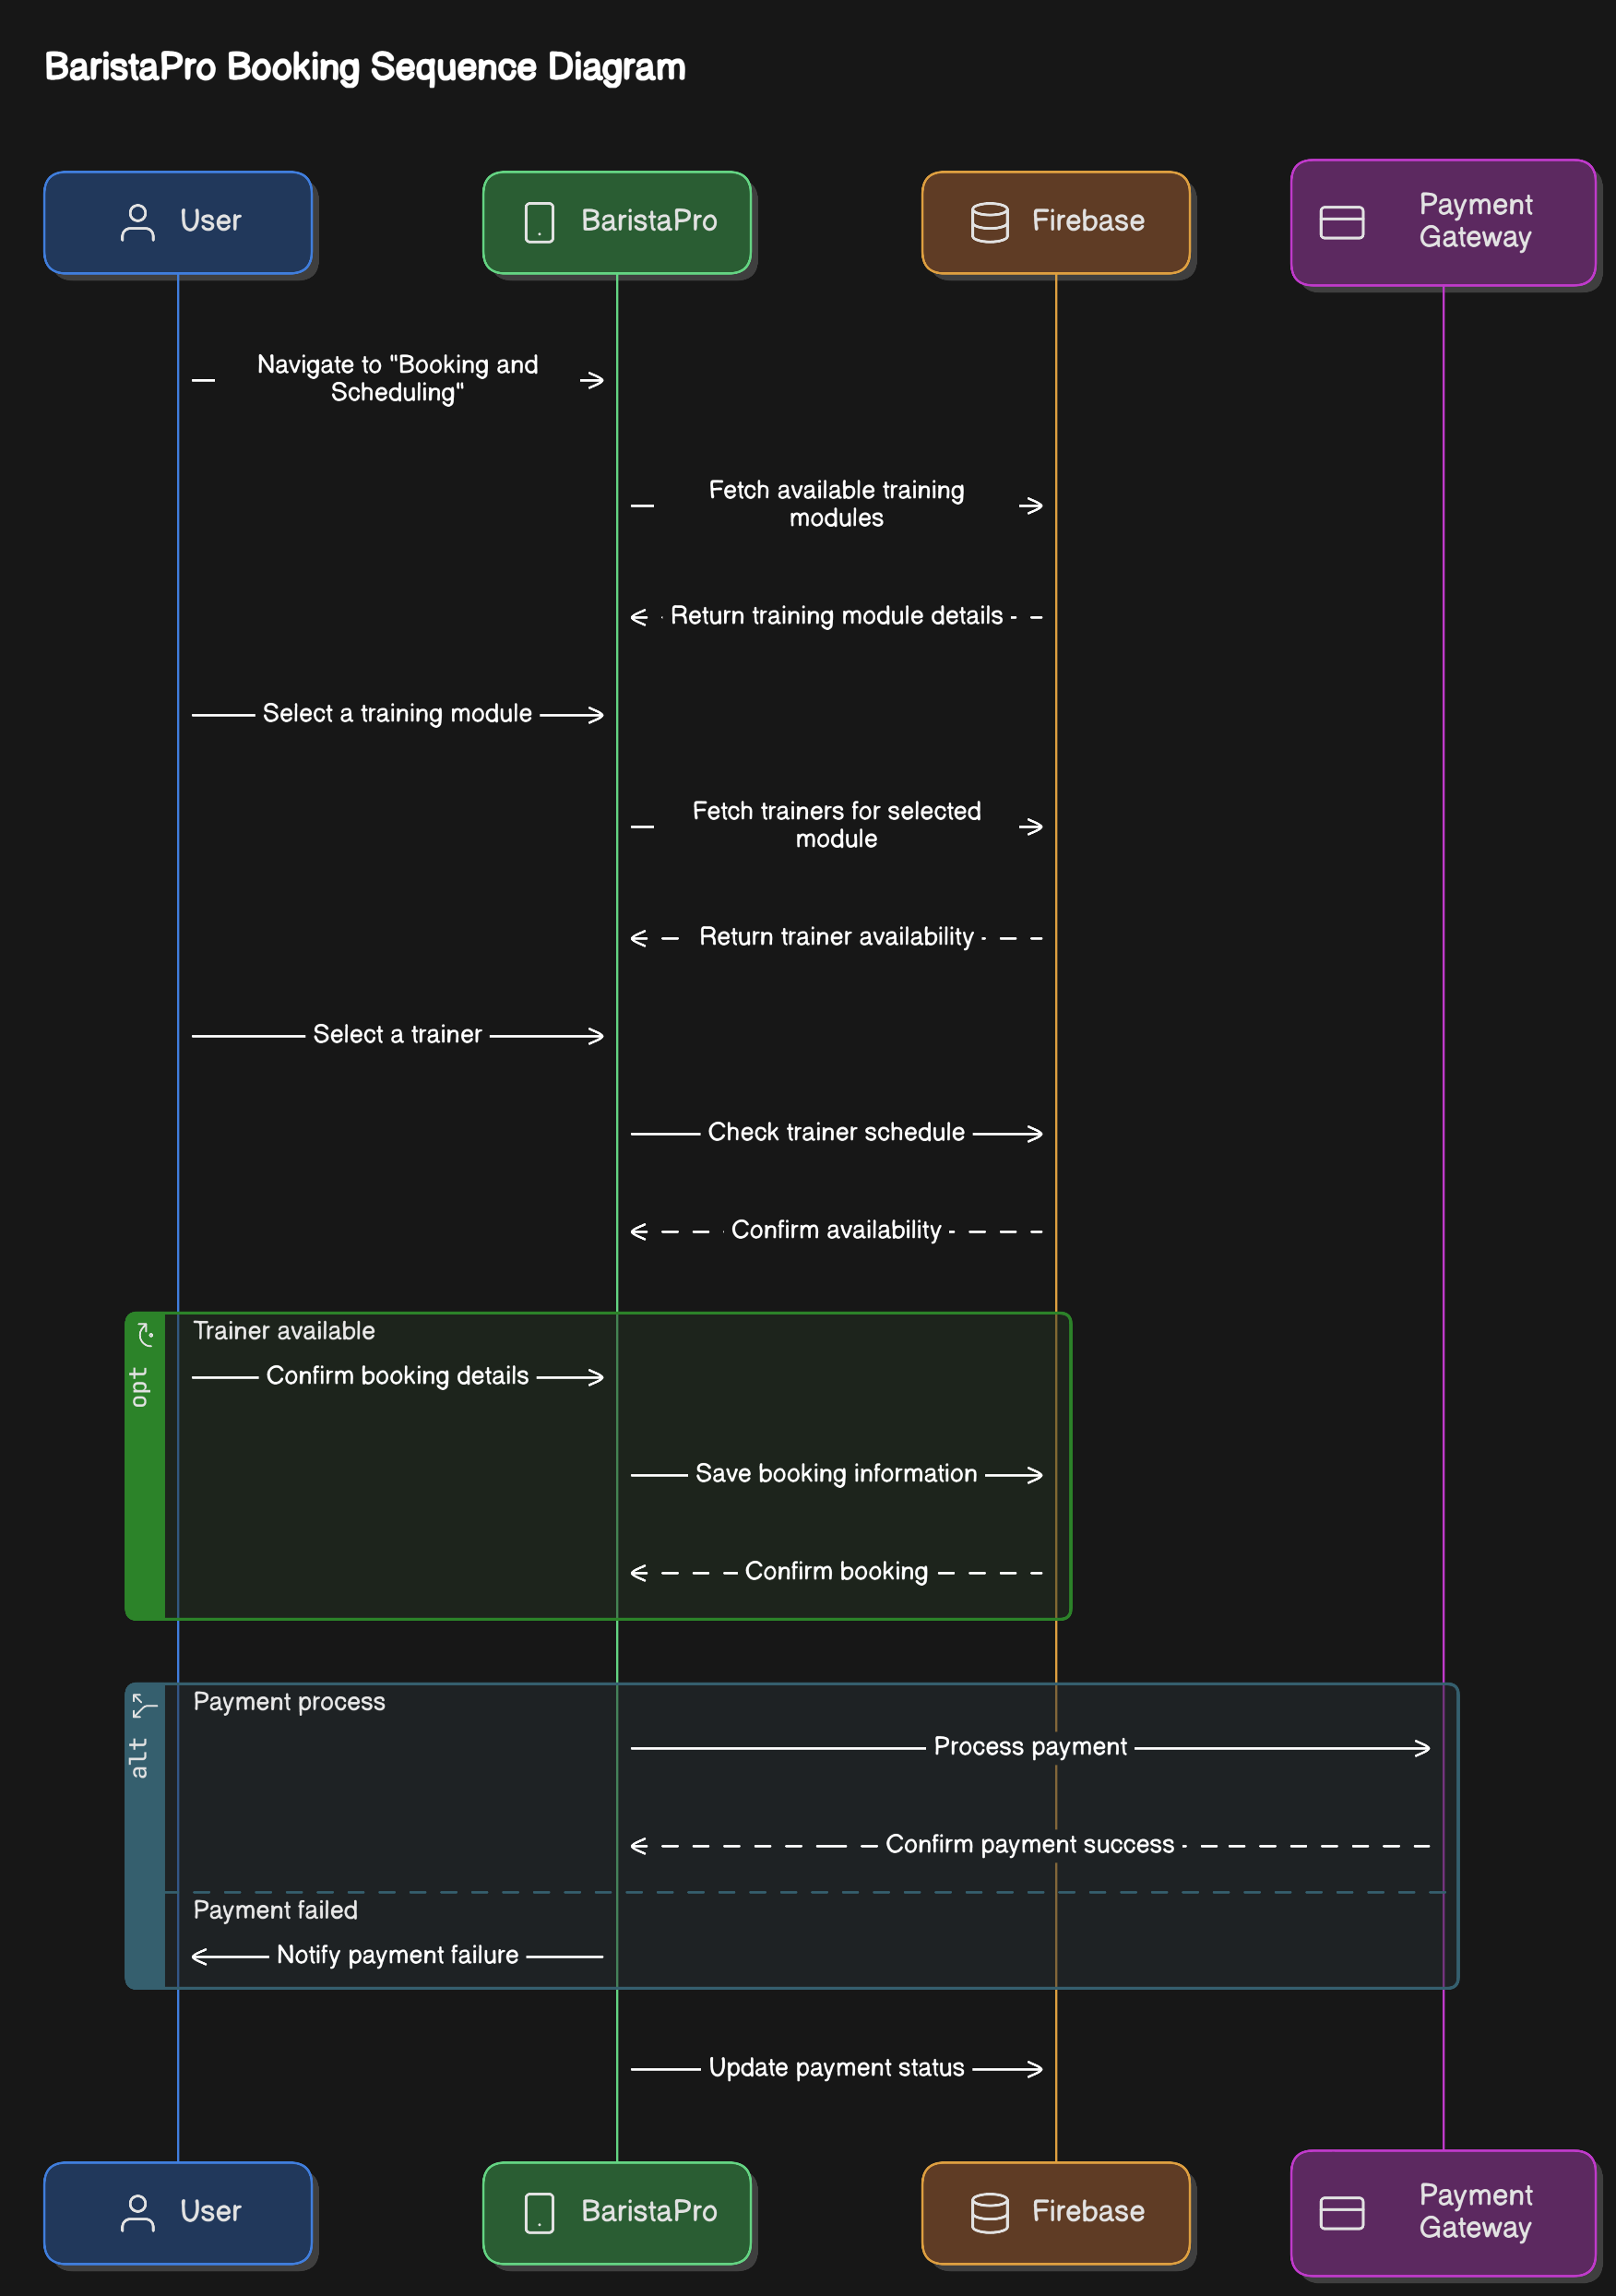 BaristaPro Booking Sequence Diagram
User
BaristaPro
Firebase
Payment
Gateway
Navigate to "Booking and
Scheduling"
Fetch available training
modules
Return training module details
Select a training module
Fetch trainers for selected
module
Return trainer availability
Select a trainer
Check trainer schedule
Confirm availability
opt
Trainer available
Confirm booking details
Save booking information
Confirm booking
alt
Payment process
Process payment
Confirm payment success
Payment failed
Notify payment failure
Update payment status
User
BaristaPro
Firebase
Payment
Gateway